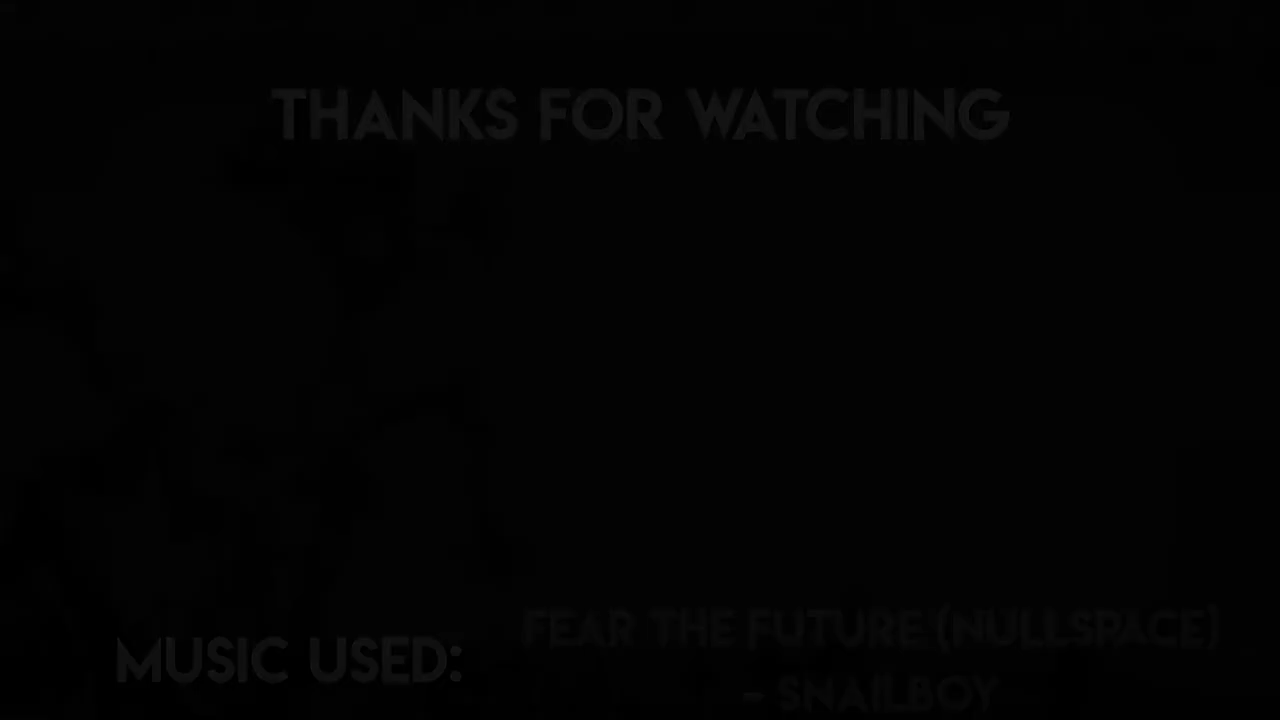 THANKS FOR WATCHING
MUSIC USED:
FEAR THE FUTURE (NULLSPACE)
- SNAILBOY